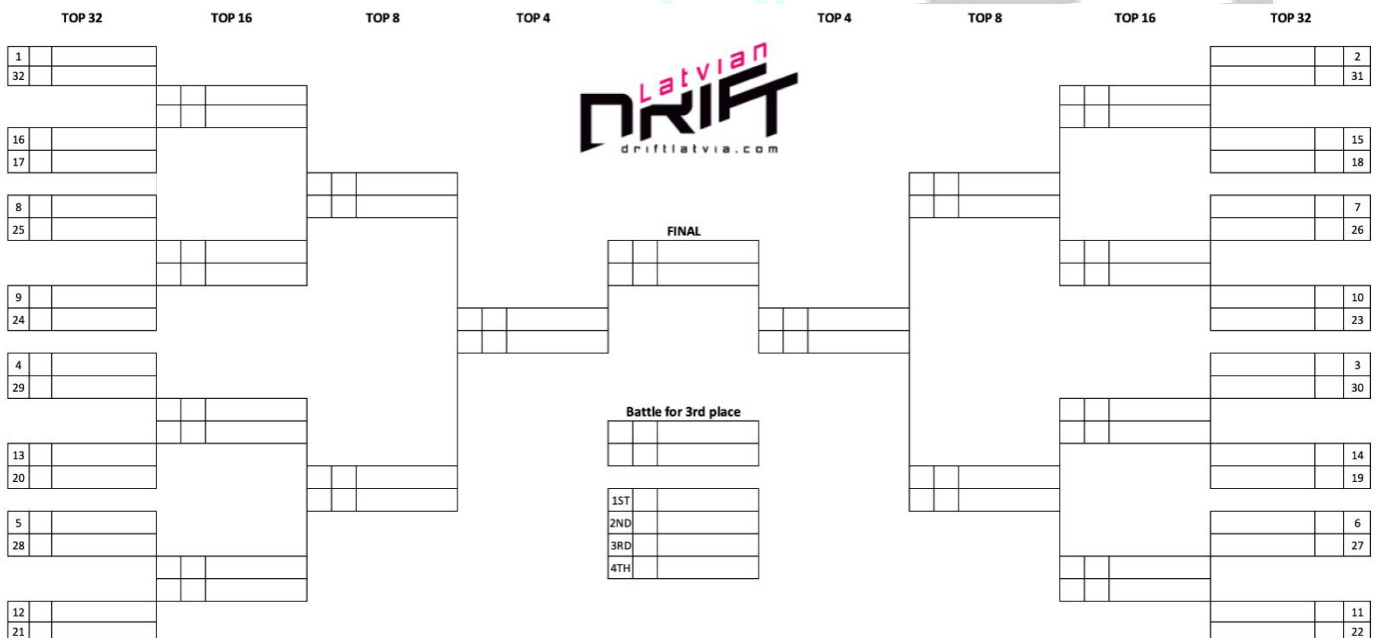 TOP 32 TOP 16 TOP 8 TOP 4 TOP 4 TOP 8 TOP 16 TOP 32
Latvian
DRIFT
driftlatvia.com
1 2
32 31
16 15
17 18
8 7
25 26
FINAL
9 10
24 23
4 3
29 30
Battle for 3rd place
13 14
20 19
1ST
5 2ND 6
28 3RD 27
4TH
12 11
21 22